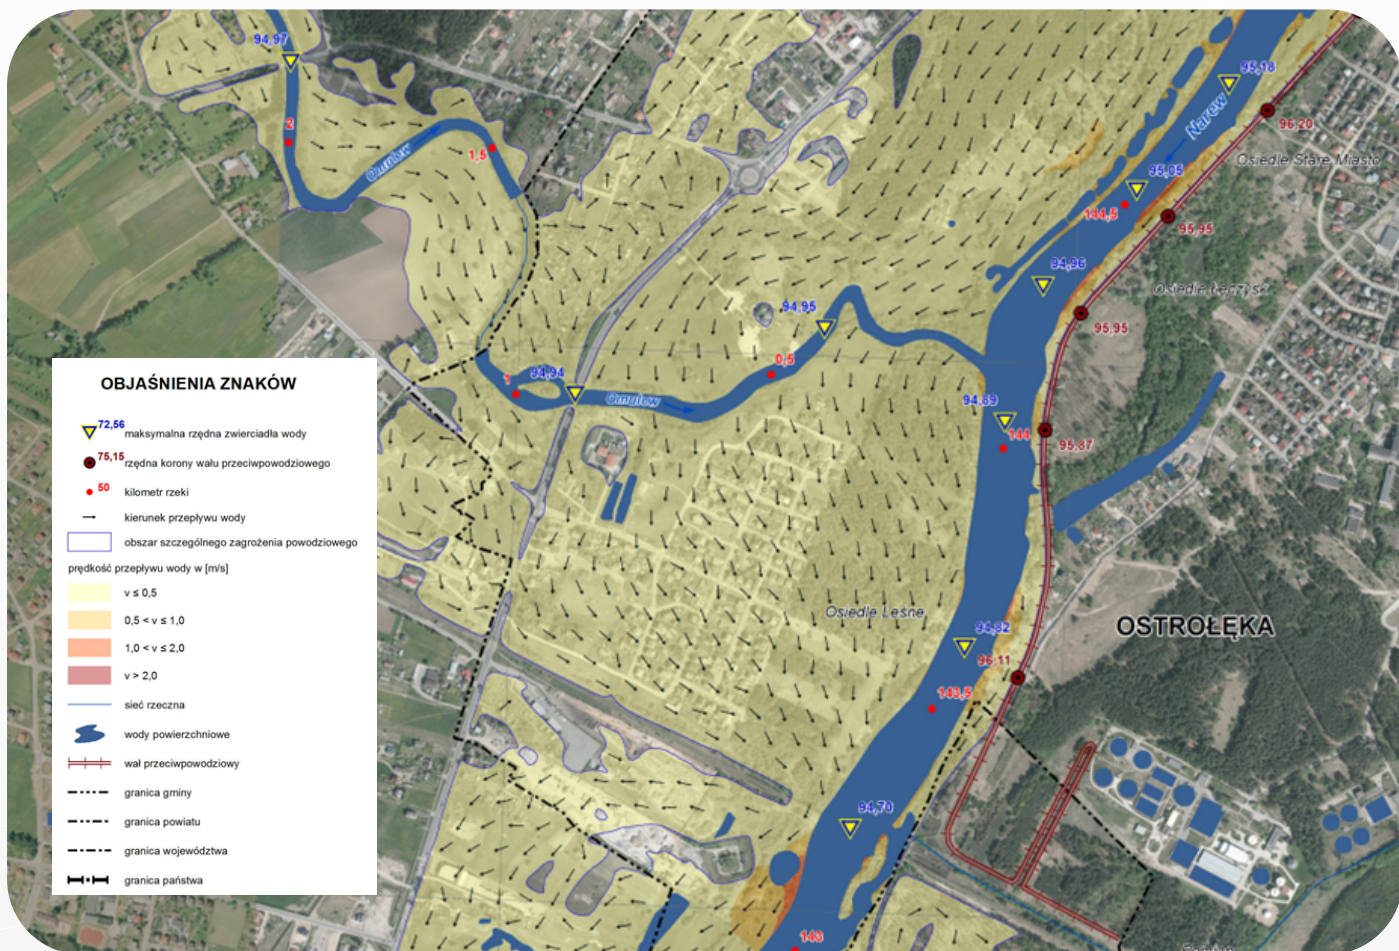 94,97
95,18
Narew
96,20
2
Osiedle Stare Miasto
Omulew
1,5
95,05
144,5
95,95
94,96
Osiedle Łęczysk
94,95
95,95
0,5
OBJAŚNIENIA ZNAKÓW
1
94,94
Omulew
94,89
144
95,87
72,56
maksymalna rzędna zwierciadła wody
75,15
rzędna korony wału przeciwpowodziowego
50
kilometr rzeki
kierunek przepływu wody
obszar szczególnego zagrożenia powodziowego
prędkość przepływu wody w [m/s]
v ≤ 0,5
0,5 < v ≤ 1,0
1,0 < v ≤ 2,0
v > 2,0
sieć rzeczna
wody powierzchniowe
wał przeciwpowodziowy
granica gminy
granica powiatu
granica województwa
granica państwa
Osiedle Leśne
94,82
OSTROŁĘKA
96,11
143,5
94,70
143